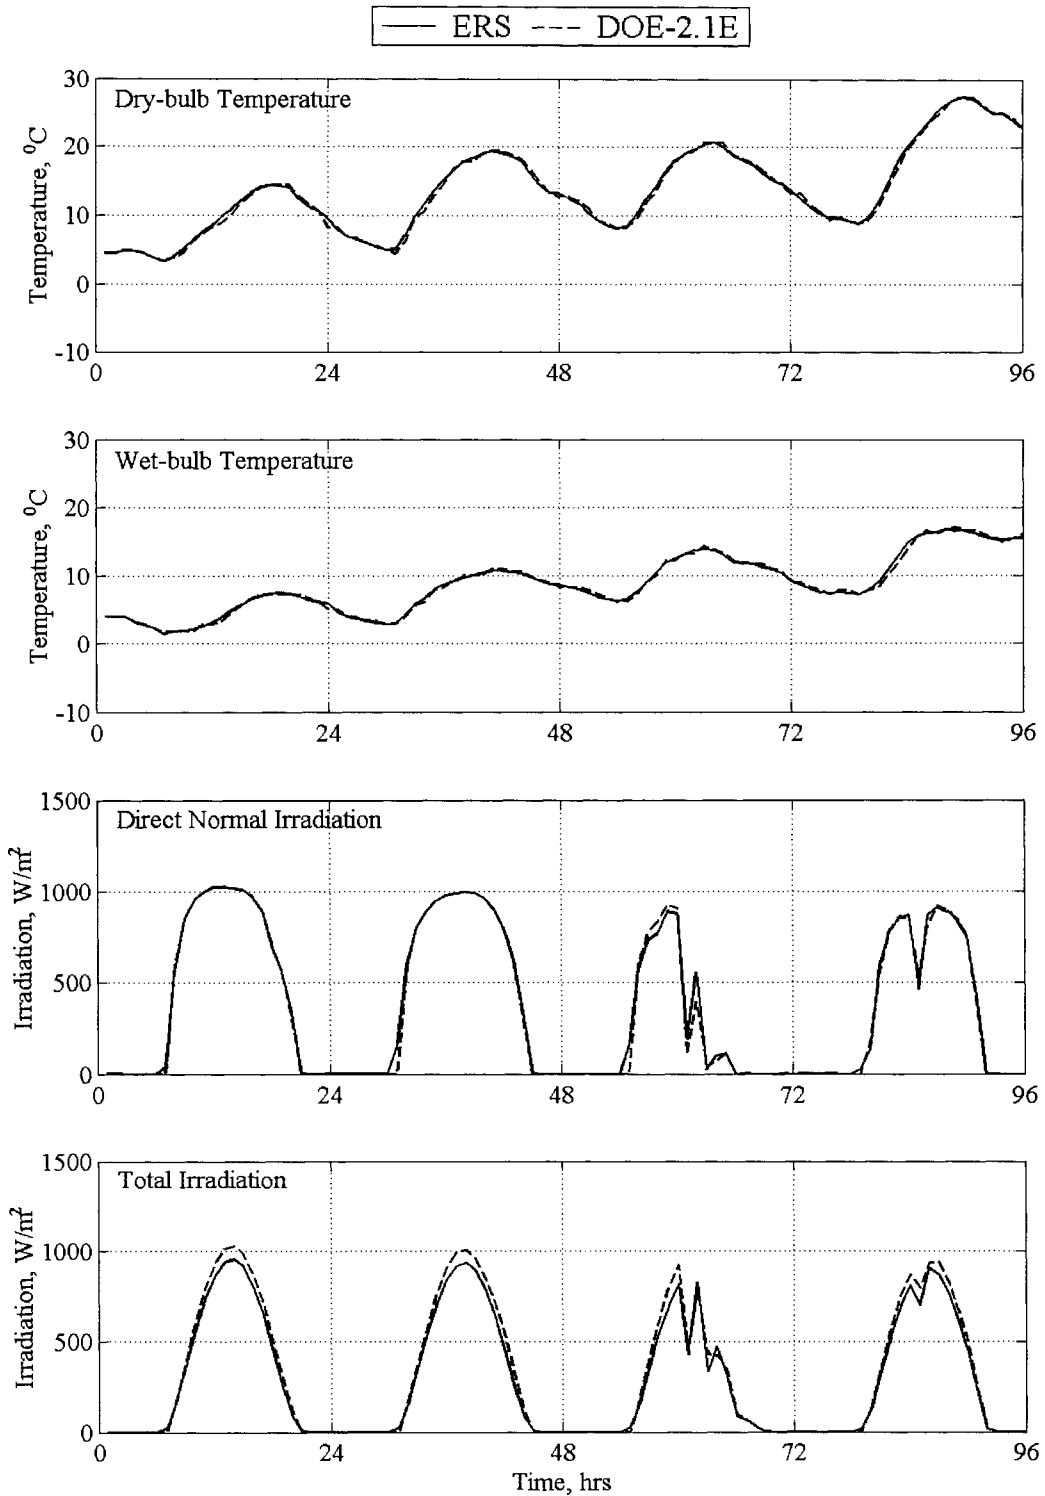 ERS DOE-2.1E
30
Dry-bulb Temperature
20
10
0
-10
Temperature, ⁰C
0 24 48 72 96
30
Wet-bulb Temperature
20
10
0
-10
Temperature, ⁰C
0 24 48 72 96
1500
Direct Normal Irradiation
1000
500
0
Irradiation, W/m²
0 24 48 72 96
1500
Total Irradiation
1000
500
0
Irradiation, W/m²
0 24 48 72 96
Time, hrs